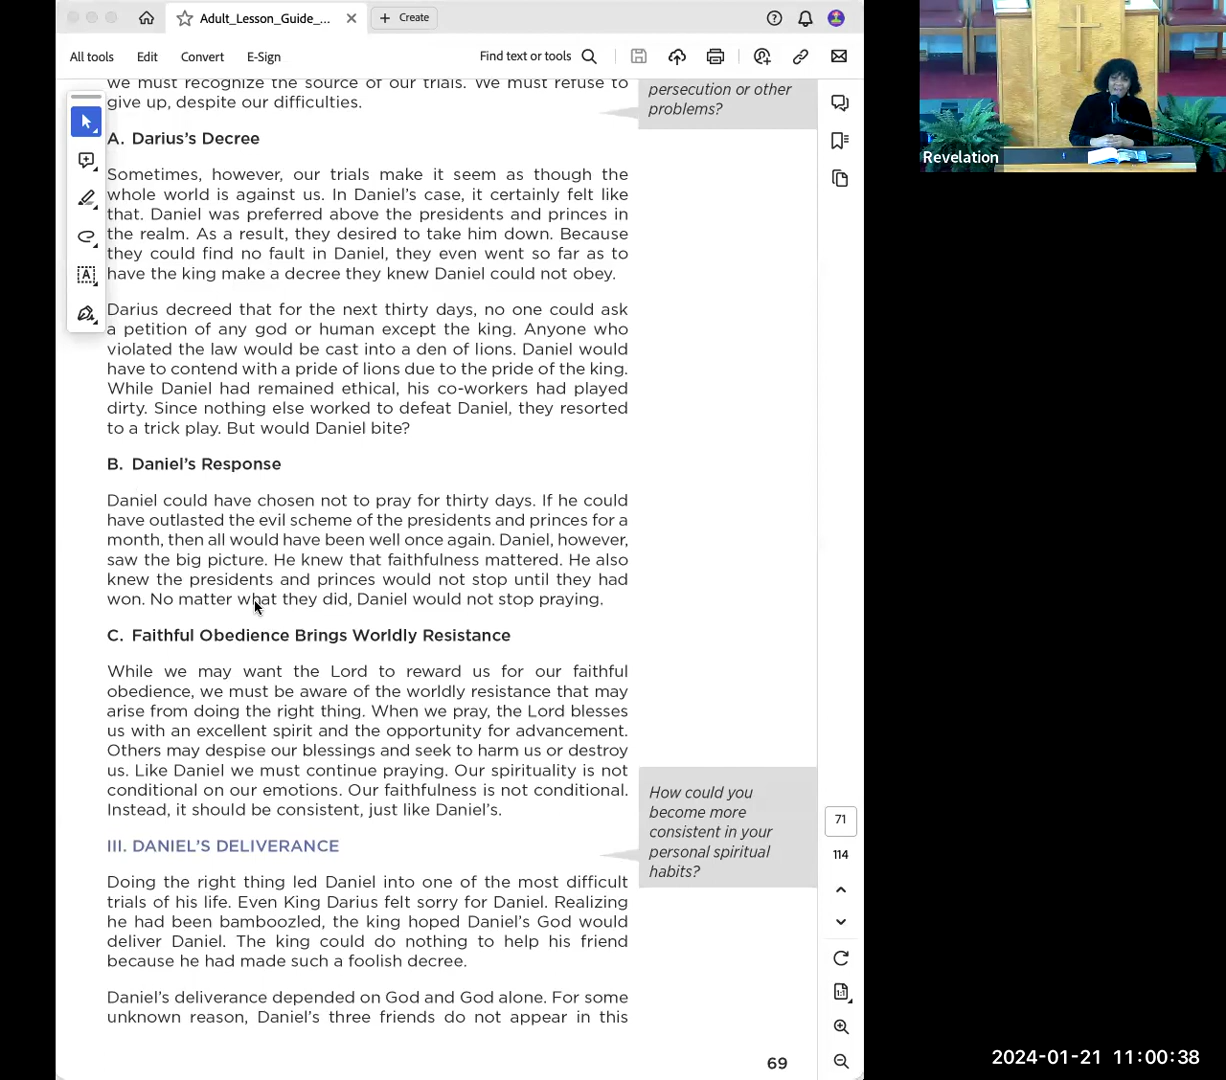 Adult_Lesson_Guide_...
Create
All tools
Edit
Convert
E-Sign
Find text or tools
we must recognize the source of our trials. We must refuse to
give up, despite our difficulties.
persecution or other
problems?
A. Darius's Decree
Sometimes, however, our trials make it seem as though the
whole world is against us. In Daniel's case, it certainly felt like
that. Daniel was preferred above the presidents and princes in
the realm. As a result, they desired to take him down. Because
they could find no fault in Daniel, they even went so far as to
have the king make a decree they knew Daniel could not obey.
Darius decreed that for the next thirty days, no one could ask
a petition of any god or human except the king. Anyone who
violated the law would be cast into a den of lions. Daniel would
have to contend with a pride of lions due to the pride of the king.
While Daniel had remained ethical, his co-workers had played
dirty. Since nothing else worked to defeat Daniel, they resorted
to a trick play. But would Daniel bite?
B. Daniel's Response
Daniel could have chosen not to pray for thirty days. If he could
have outlasted the evil scheme of the presidents and princes for a
month, then all would have been well once again. Daniel, however,
saw the big picture. He knew that faithfulness mattered. He also
knew the presidents and princes would not stop until they had
won. No matter what they did, Daniel would not stop praying.
C. Faithful Obedience Brings Worldly Resistance
While we may want the Lord to reward us for our faithful
obedience, we must be aware of the worldly resistance that may
arise from doing the right thing. When we pray, the Lord blesses
us with an excellent spirit and the opportunity for advancement.
Others may despise our blessings and seek to harm us or destroy
us. Like Daniel we must continue praying. Our spirituality is not
conditional on our emotions. Our faithfulness is not conditional.
Instead, it should be consistent, just like Daniel's.
How could you
become more
consistent in your
personal spiritual
habits?
III. DANIEL'S DELIVERANCE
Doing the right thing led Daniel into one of the most difficult
trials of his life. Even King Darius felt sorry for Daniel. Realizing
he had been bamboozled, the king hoped Daniel's God would
deliver Daniel. The king could do nothing to help his friend
because he had made such a foolish decree.
Daniel's deliverance depended on God and God alone. For some
unknown reason, Daniel's three friends do not appear in this
69
71
114
1:1
Revelation
2024-01-21 11:00:38